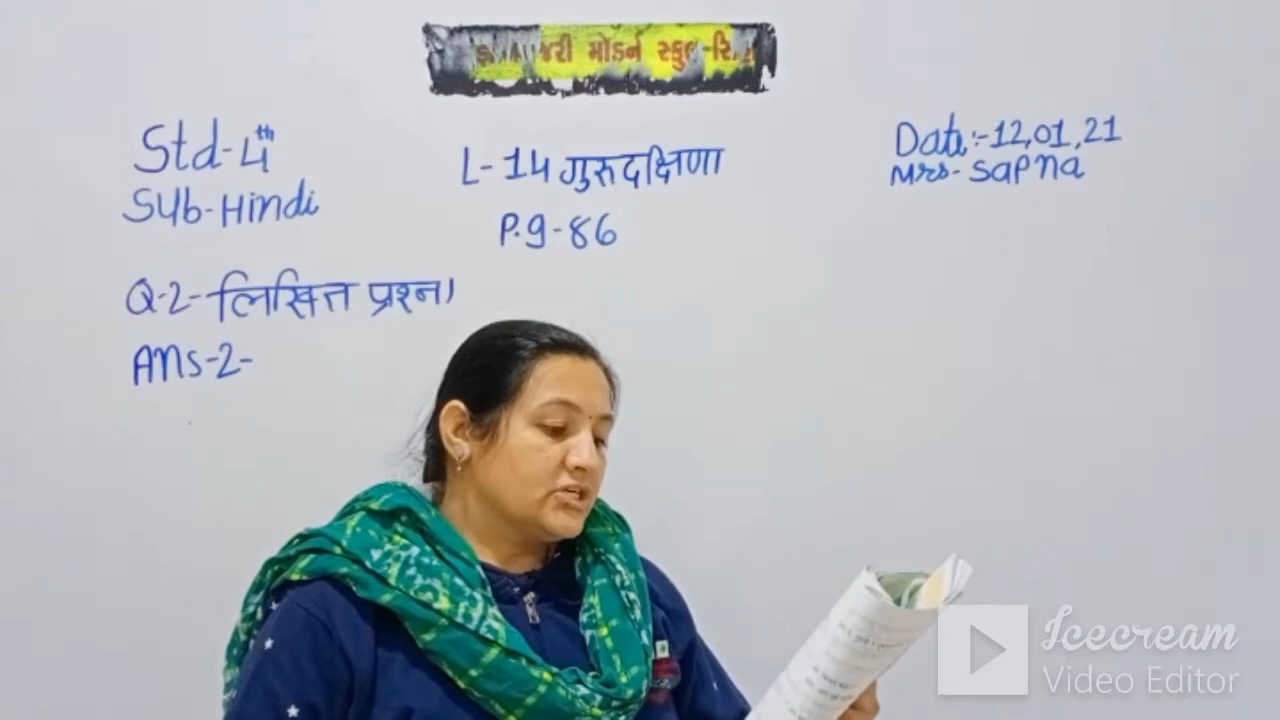 મોડર્ન સ્કુલ
Std-4th
Sub-Hindi
L-14 गुरुदक्षिणा
P.g-86
Date:-12,01,21
Mrs-Sapna
Q-2-लिखित प्रश्न।
Ans-2-
Icecream
Video Editor